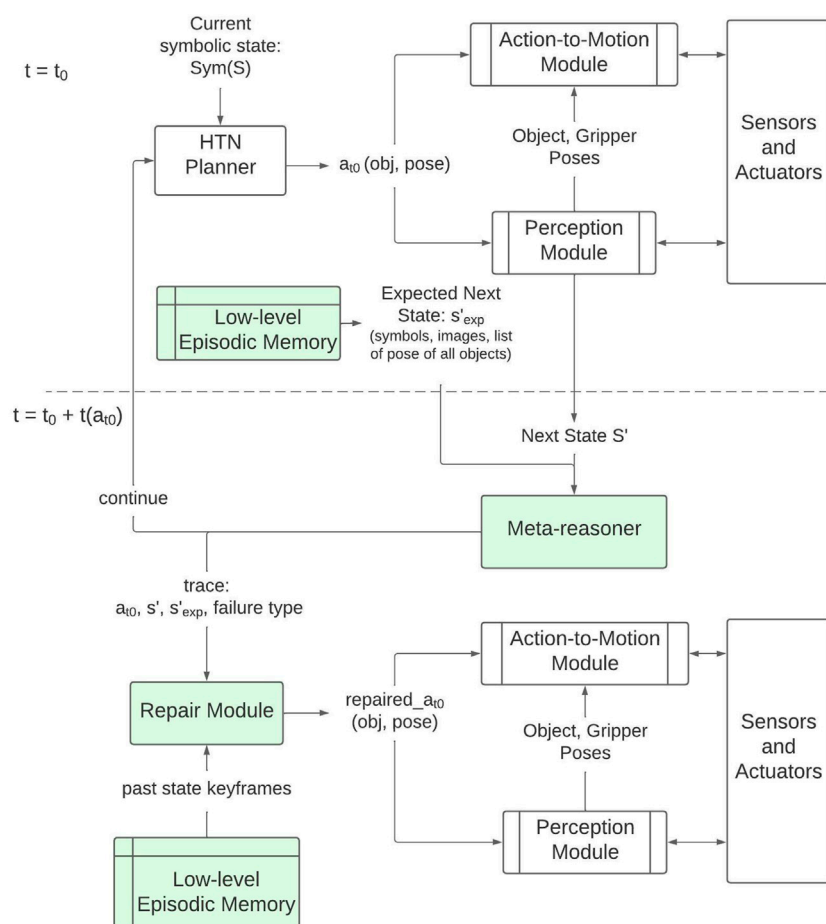 Current
symbolic state:
Sym(S)
t = t0
HTN
Planner
at0 (obj, pose)
Action-to-Motion
Module
Object, Gripper
Poses
Perception
Module
Sensors
and
Actuators
Low-level
Episodic Memory
Expected Next
State: s'exp
(symbols, images, list
of pose of all objects)
t = t0 + t(at0)
Next State S'
continue
Meta-reasoner
trace:
at0, s', s'exp, failure type
Repair Module
repaired_at0
(obj, pose)
Action-to-Motion
Module
Object, Gripper
Poses
Perception
Module
Sensors
and
Actuators
past state keyframes
Low-level
Episodic Memory